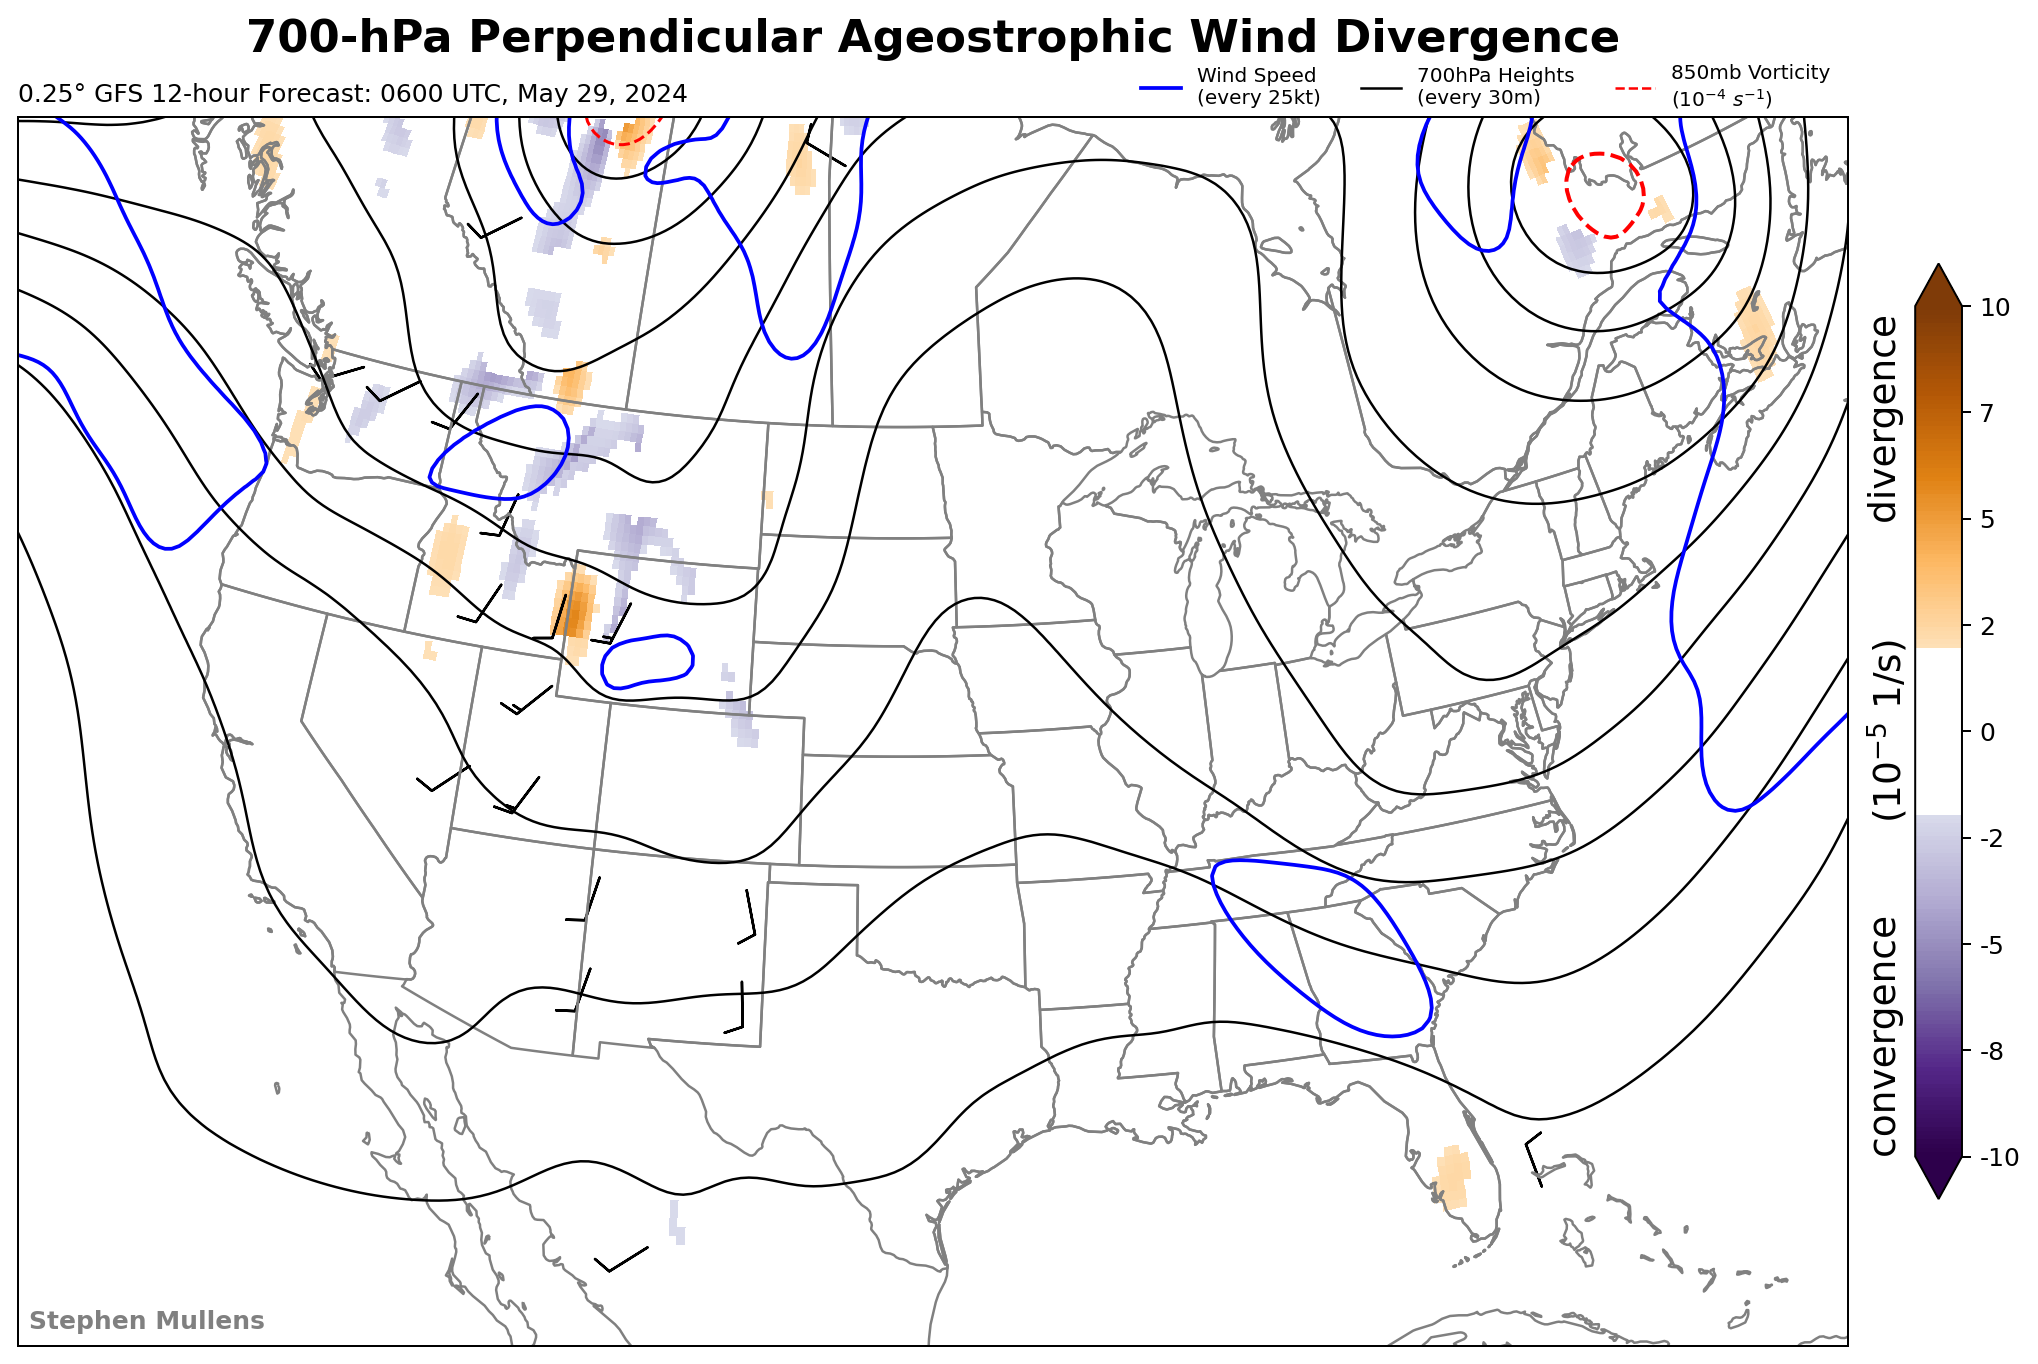 700-hPa Perpendicular Ageostrophic Wind Divergence
0.25° GFS 12-hour Forecast: 0600 UTC, May 29, 2024
Wind Speed
(every 25kt)
700hPa Heights
(every 30m)
850mb Vorticity
(10⁻⁴ s⁻¹)
10
7
5
2
0
-2
-5
-8
-10
convergence (10⁻⁵ 1/s) divergence
Stephen Mullens